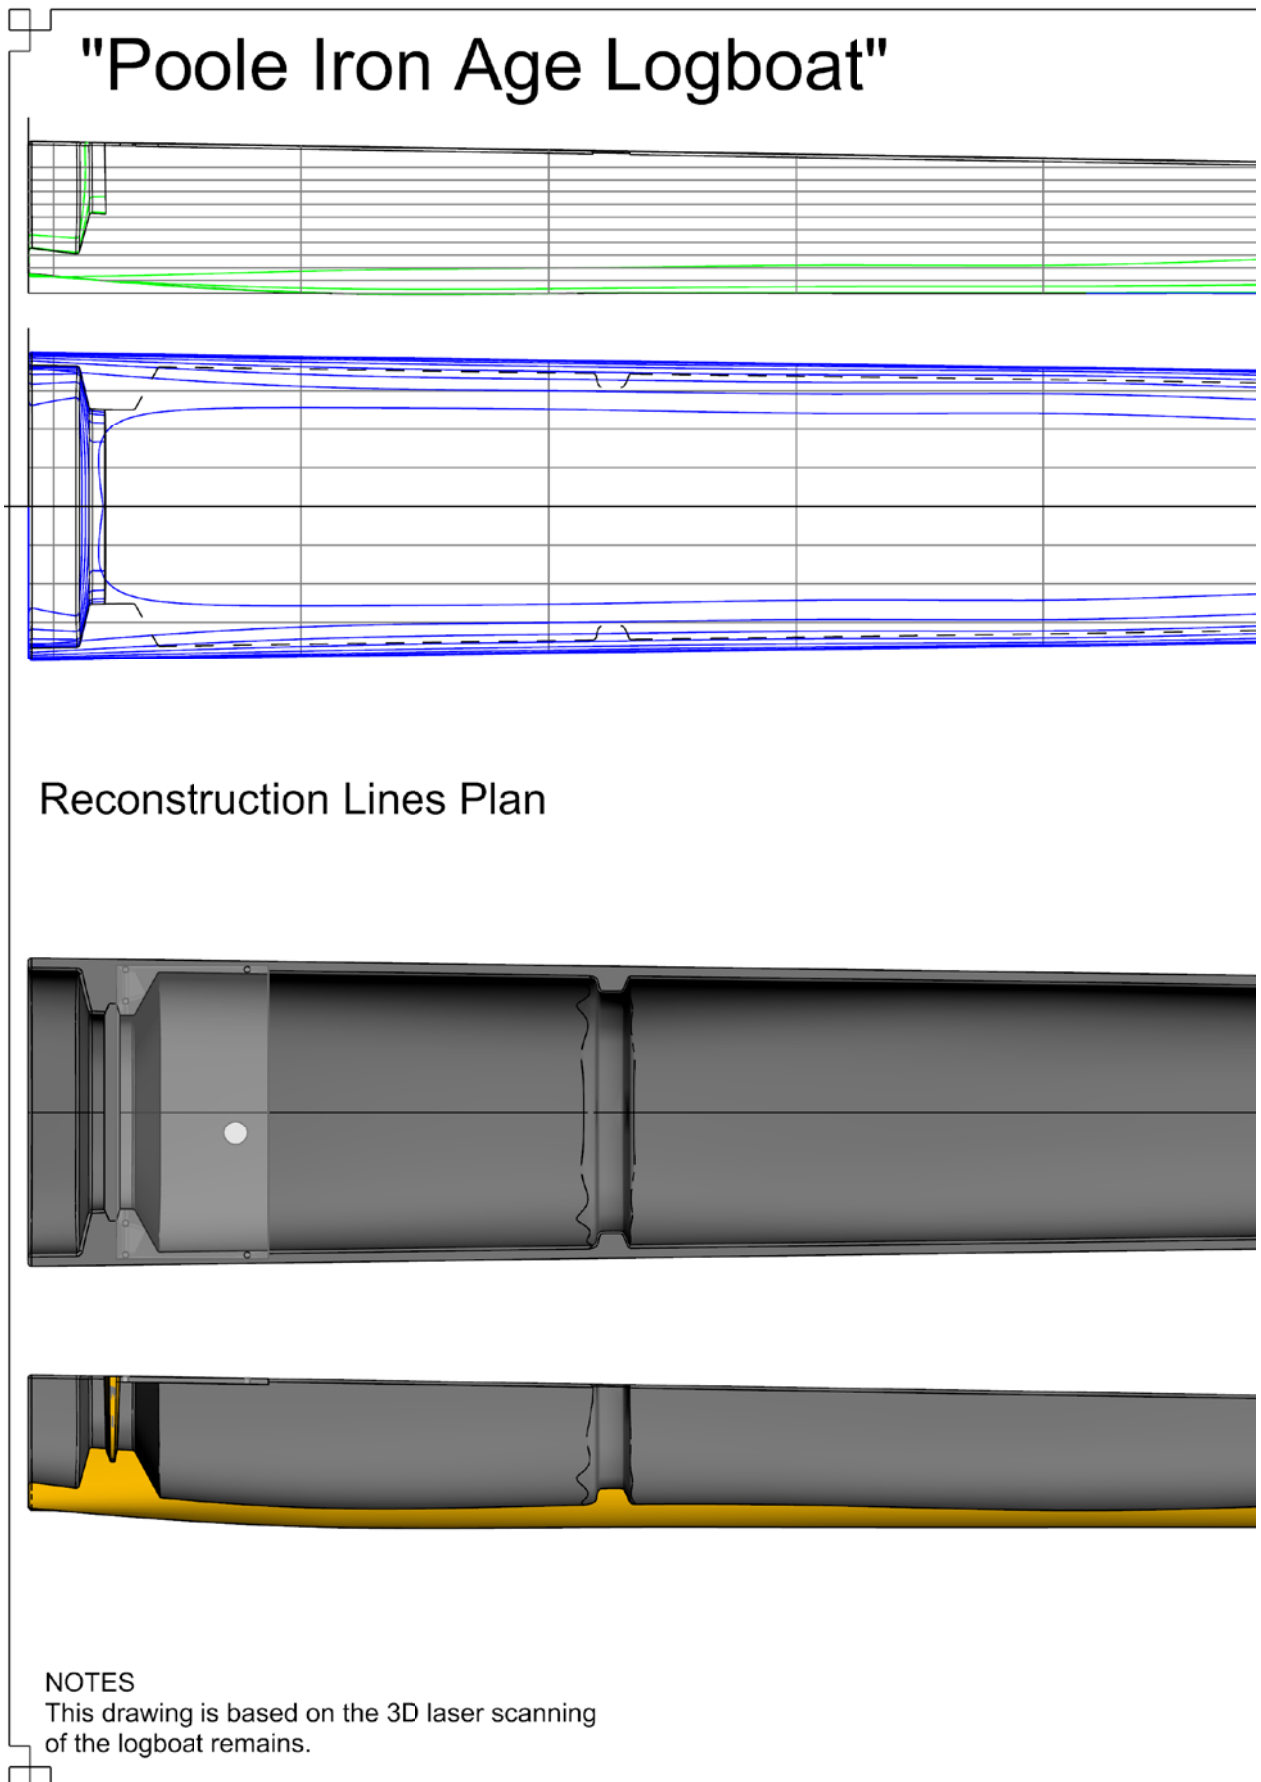 "Poole Iron Age Logboat"
Reconstruction Lines Plan
NOTES
This drawing is based on the 3D laser scanning
of the logboat remains.